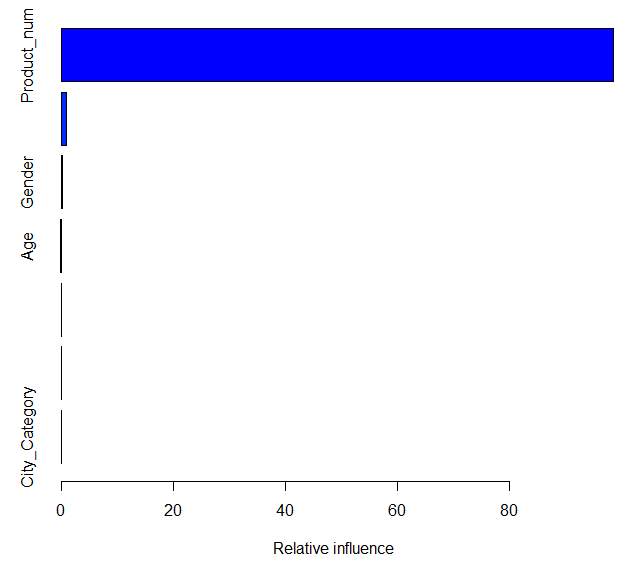 Product_num
Gender
Age
City_Category
0 20 40 60 80
Relative influence